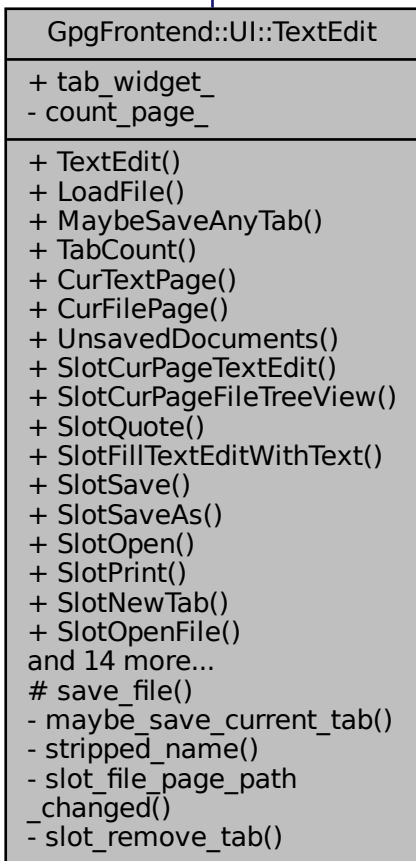 GpgFrontend::UI::TextEdit
+ tab_widget_
- count_page_
+ TextEdit()
+ LoadFile()
+ MaybeSaveAnyTab()
+ TabCount()
+ CurTextPage()
+ CurFilePage()
+ UnsavedDocuments()
+ SlotCurPageTextEdit()
+ SlotCurPageFileTreeView()
+ SlotQuote()
+ SlotFillTextEditWithText()
+ SlotSave()
+ SlotSaveAs()
+ SlotOpen()
+ SlotPrint()
+ SlotNewTab()
+ SlotOpenFile()
and 14 more...
# save_file()
- maybe_save_current_tab()
- stripped_name()
- slot_file_page_path
_changed()
- slot_remove_tab()